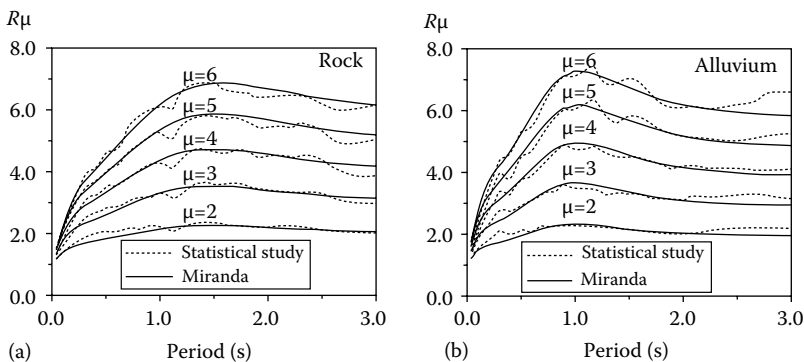 Rμ
8.0
6.0
4.0
2.0
0.0
μ=6
μ=5
μ=4
μ=3
μ=2
Rock
Statistical study
Miranda
0.0
1.0
2.0
3.0
(a)
Period (s)
Rμ
8.0
6.0
4.0
2.0
0.0
μ=6
μ=5
μ=4
μ=3
μ=2
Alluvium
Statistical study
Miranda
0.0
1.0
2.0
3.0
(b)
Period (s)